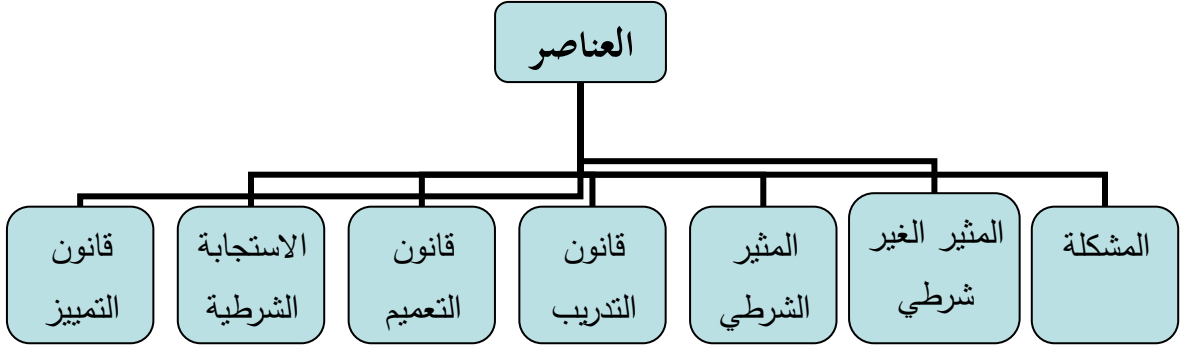 العناصر
المشكلة
المثير الغير
شرطي
المثير
الشرطي
قانون
التدريب
قانون
التعميم
الاستجابة
الشرطية
قانون
التمييز